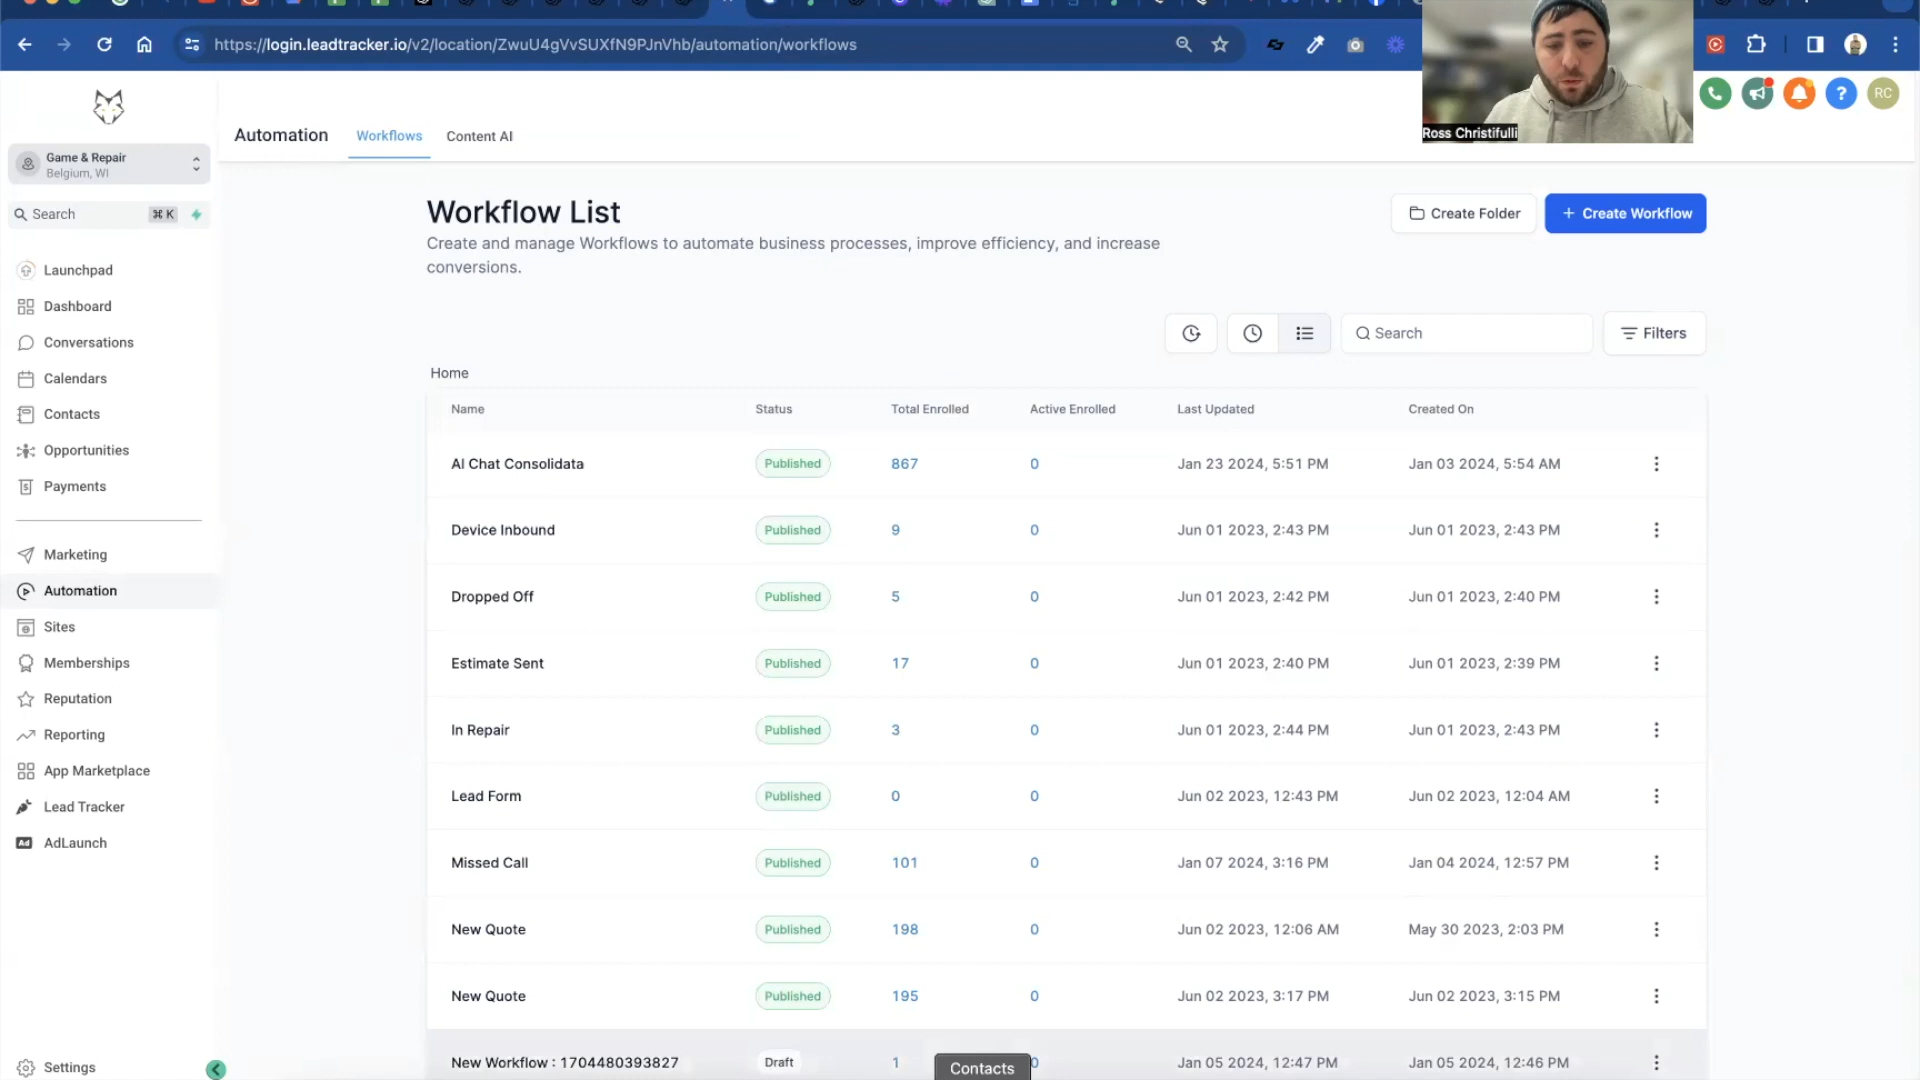 https://login.leadtracker.io/v2/location/ZwuU4gVvSUXfN9PJnVhb/automation/workflows
Ross Christifulli
RC
Game & Repair
Belgium, WI
Search
⌘ K
Launchpad
Dashboard
Conversations
Calendars
Contacts
Opportunities
Payments
Marketing
Automation
Sites
Memberships
Reputation
Reporting
App Marketplace
Lead Tracker
Ad AdLaunch
Settings
Automation
Workflows
Content AI
Workflow List
Create and manage Workflows to automate business processes, improve efficiency, and increase
conversions.
Create Folder
+ Create Workflow
Search
Filters
Home
Name Status Total Enrolled Active Enrolled Last Updated Created On
AI Chat Consolidata Published 867 0 Jan 23 2024, 5:51 PM Jan 03 2024, 5:54 AM
Device Inbound Published 9 0 Jun 01 2023, 2:43 PM Jun 01 2023, 2:43 PM
Dropped Off Published 5 0 Jun 01 2023, 2:42 PM Jun 01 2023, 2:40 PM
Estimate Sent Published 17 0 Jun 01 2023, 2:40 PM Jun 01 2023, 2:39 PM
In Repair Published 3 0 Jun 01 2023, 2:44 PM Jun 01 2023, 2:43 PM
Lead Form Published 0 0 Jun 02 2023, 12:43 PM Jun 02 2023, 12:04 AM
Missed Call Published 101 0 Jan 07 2024, 3:16 PM Jan 04 2024, 12:57 PM
New Quote Published 198 0 Jun 02 2023, 12:06 AM May 30 2023, 2:03 PM
New Quote Published 195 0 Jun 02 2023, 3:17 PM Jun 02 2023, 3:15 PM
New Workflow : 1704480393827 Draft 1 0 Jan 05 2024, 12:47 PM Jan 05 2024, 12:46 PM
Contacts